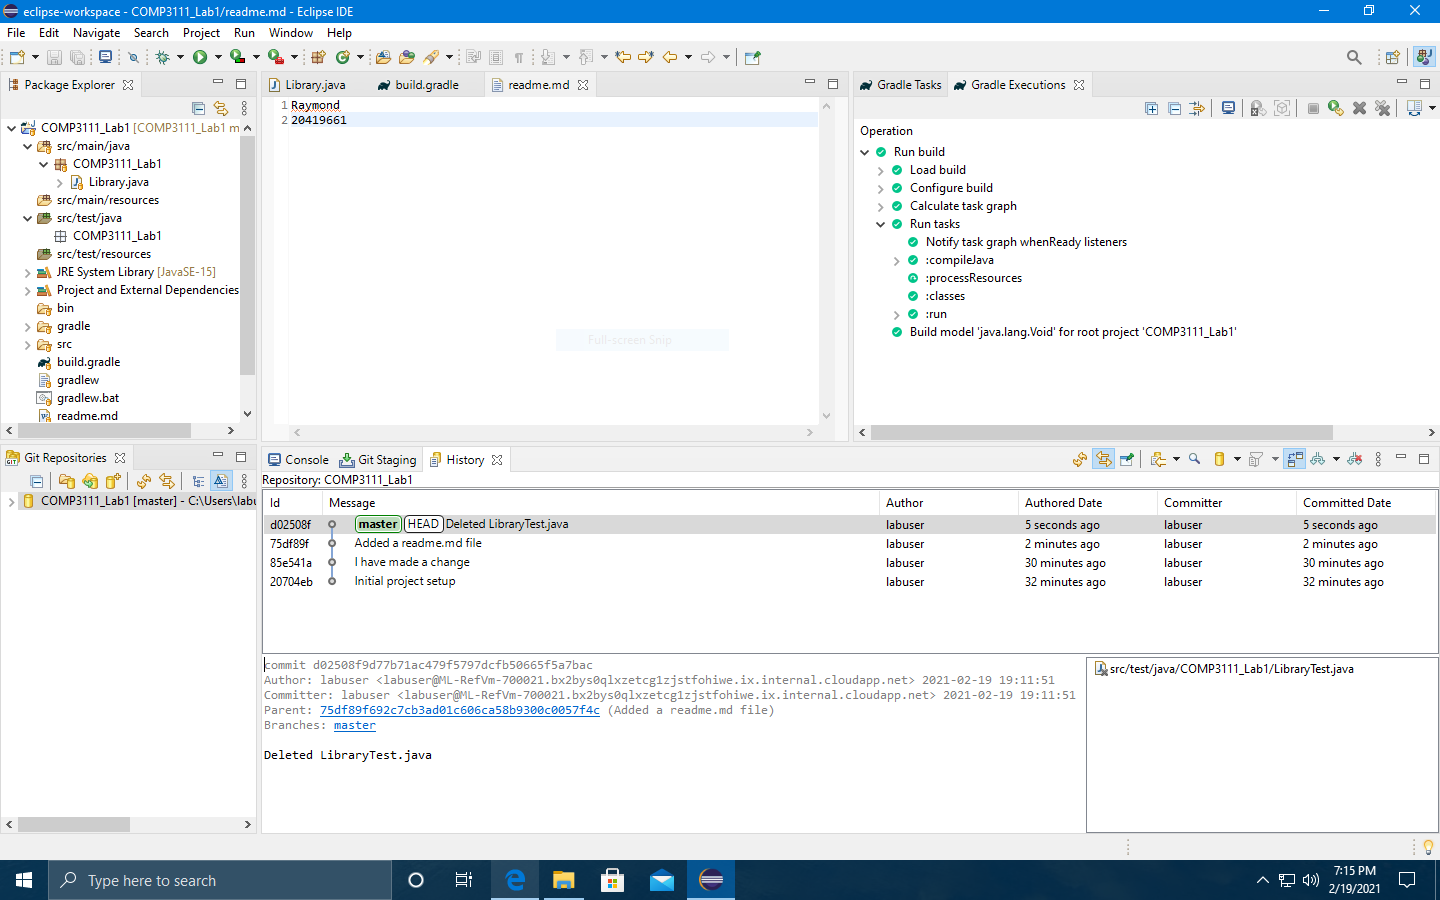 eclipse-workspace - COMP3111_Lab1/readme.md - Eclipse IDE
File Edit Navigate Search Project Run Window Help
Package Explorer
COMP3111_Lab1 [COMP3111_Lab1 m
src/main/java
COMP3111_Lab1
Library.java
src/main/resources
src/test/java
COMP3111_Lab1
src/test/resources
JRE System Library [JavaSE-15]
Project and External Dependencies
bin
gradle
src
build.gradle
gradlew
gradlew.bat
readme.md
Library.java build.gradle readme.md
1 Raymond
2 20419661
Full-screen Snip
Gradle Tasks Gradle Executions
Operation
Run build
Load build
Configure build
Calculate task graph
Run tasks
Notify task graph whenReady listeners
:compileJava
:processResources
:classes
:run
Build model 'java.lang.Void' for root project 'COMP3111_Lab1'
Git Repositories
COMP3111_Lab1 [master] - C:\Users\labu
Console Git Staging History
Repository: COMP3111_Lab1
Id Message Author Authored Date Committer Committed Date
d02508f master HEAD Deleted LibraryTest.java labuser 5 seconds ago labuser 5 seconds ago
75df89f Added a readme.md file labuser 2 minutes ago labuser 2 minutes ago
85e541a I have made a change labuser 30 minutes ago labuser 30 minutes ago
20704eb Initial project setup labuser 32 minutes ago labuser 32 minutes ago
commit d02508f9d77b71ac479f5797dcfb50665f5a7bac
Author: labuser <labuser@ML-RefVm-700021.bx2bys0qlxzetcg1zjstfohiwe.ix.internal.cloudapp.net> 2021-02-19 19:11:51
Committer: labuser <labuser@ML-RefVm-700021.bx2bys0qlxzetcg1zjstfohiwe.ix.internal.cloudapp.net> 2021-02-19 19:11:51
Parent: 75df89f692c7cb3ad01c606ca58b9300c0057f4c (Added a readme.md file)
Branches: master
Deleted LibraryTest.java
src/test/java/COMP3111_Lab1/LibraryTest.java
Type here to search
7:15 PM
2/19/2021